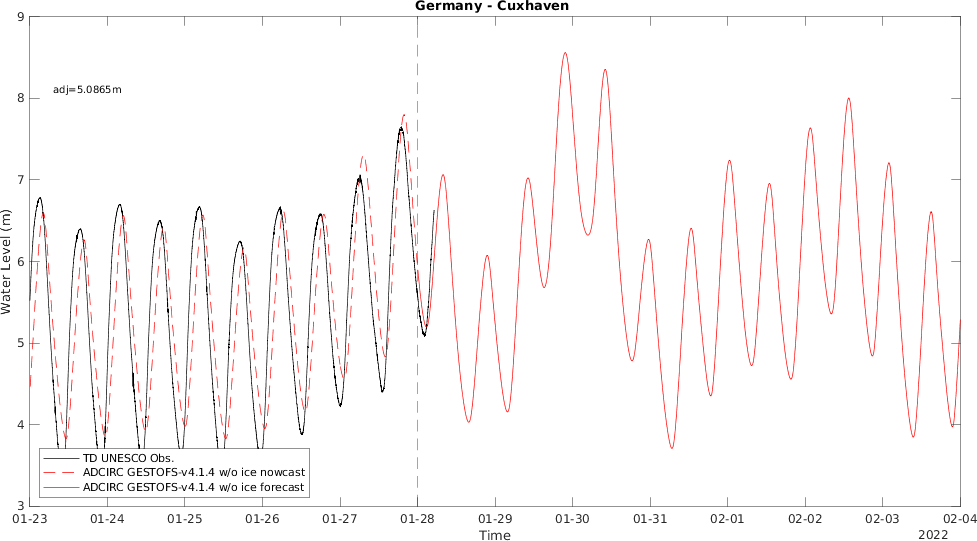 Germany - Cuxhaven
9
8
7
6
5
4
3
Water Level (m)
adj=5.0865m
TD UNESCO Obs.
ADCIRC GESTOFS-v4.1.4 w/o ice nowcast
ADCIRC GESTOFS-v4.1.4 w/o ice forecast
01-23 01-24 01-25 01-26 01-27 01-28 01-29 01-30 01-31 02-01 02-02 02-03 02-04
Time
2022